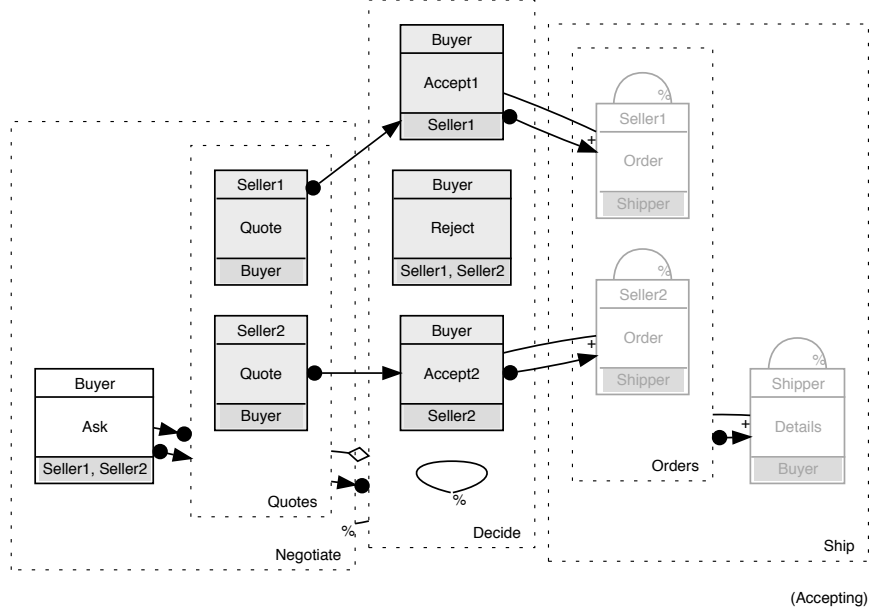 Buyer
Accept1
Seller1
%
Seller1
+
Order
Shipper
Seller1
Quote
Buyer
Buyer
Reject
Seller1, Seller2
%
Seller2
+
Order
Shipper
Seller2
Quote
Buyer
Buyer
Accept2
Seller2
Buyer
Ask
Seller1, Seller2
%
Shipper
+
Details
Buyer
Orders
Quotes
%
%
Negotiate
Decide
Ship
(Accepting)